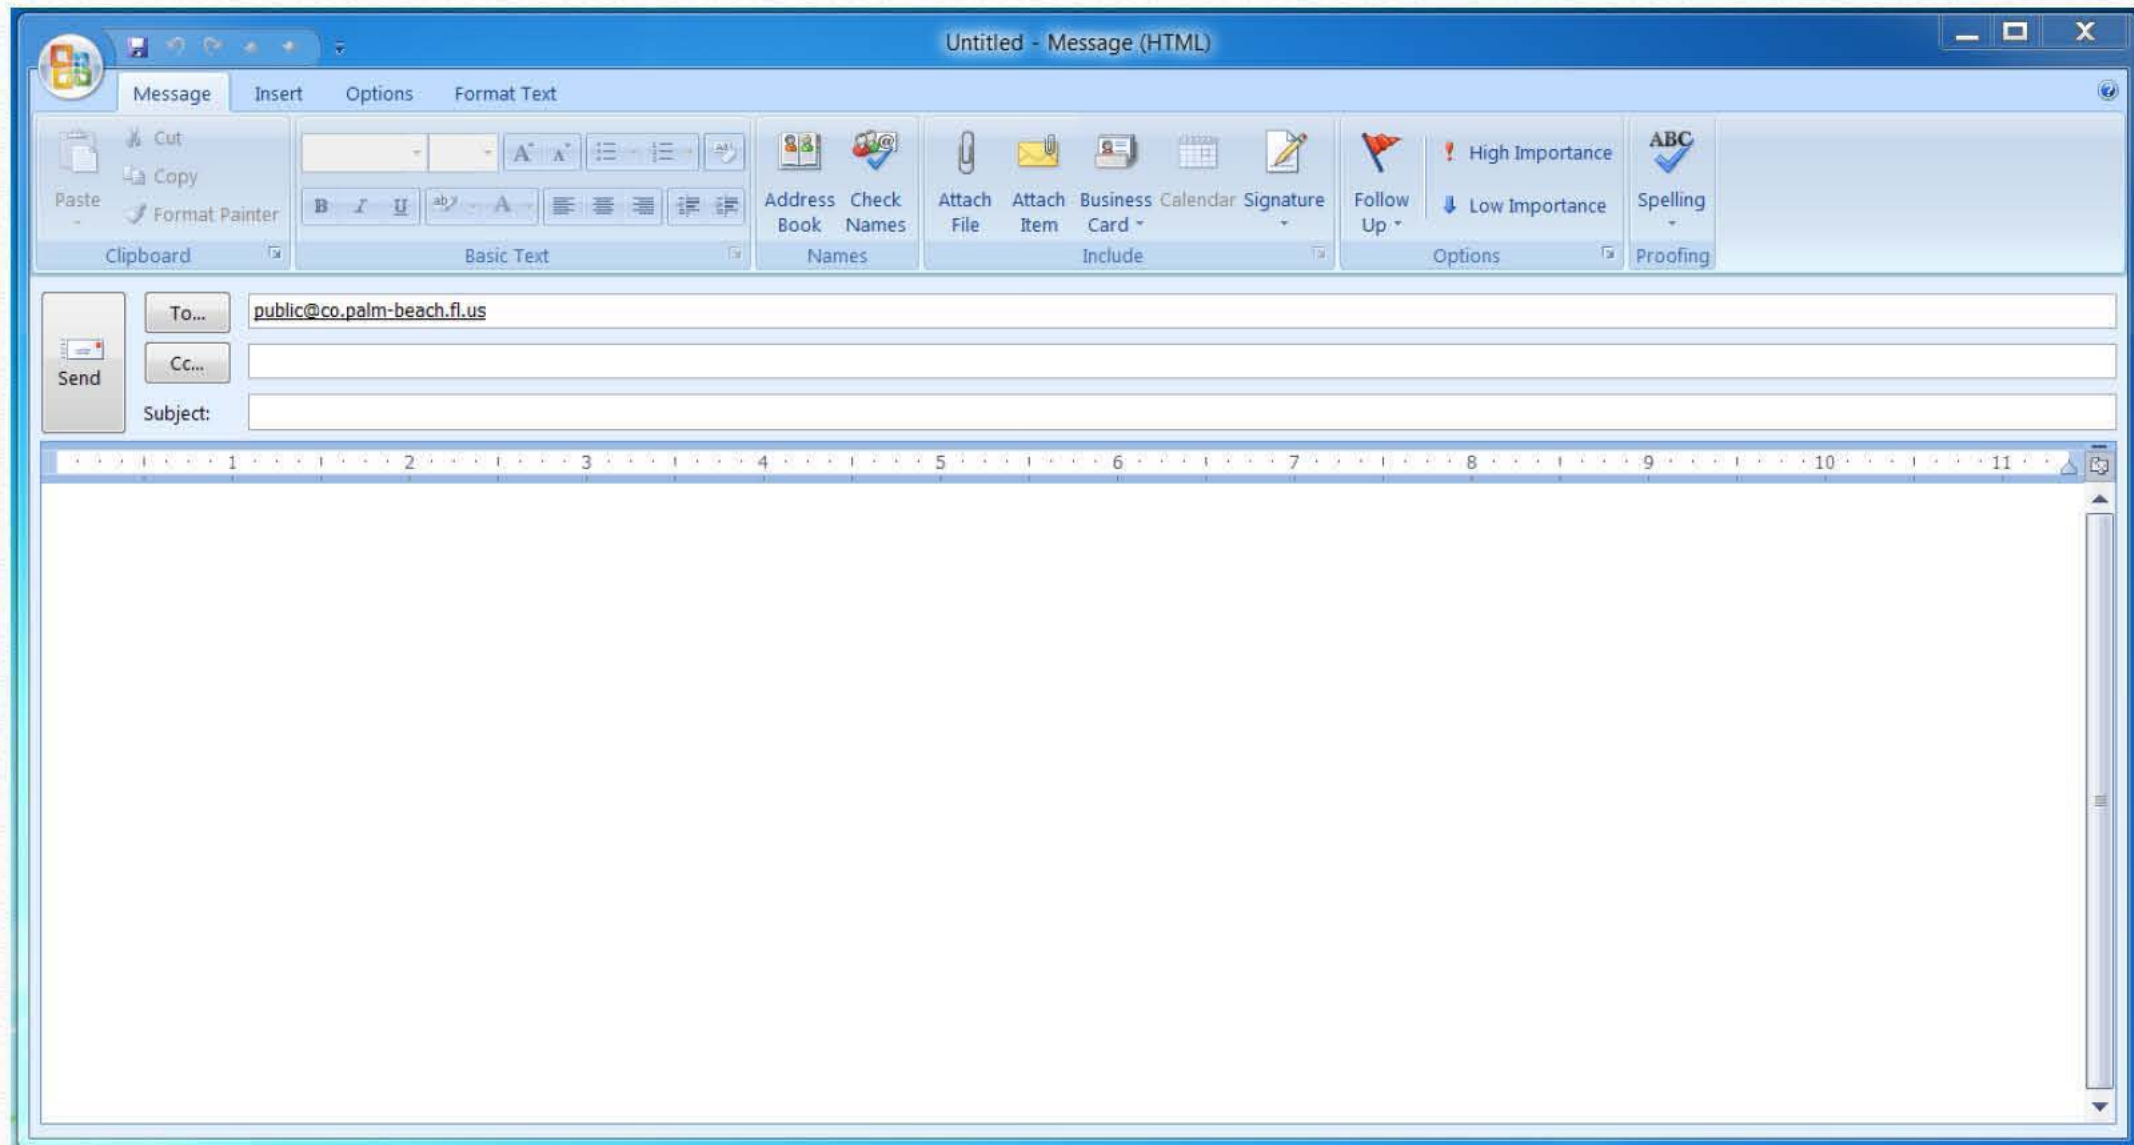 Untitled - Message (HTML)
Message Insert Options Format Text
Paste
Cut
Copy
Format Painter
Clipboard
B I U A
Basic Text
Address Book
Check Names
Names
Attach File
Attach Item
Business Card
Calendar
Signature
Include
Follow Up
High Importance
Low Importance
Options
ABC
Spelling
Proofing
Send
To... public@co.palm-beach.fl.us
Cc...
Subject:
1 2 3 4 5 6 7 8 9 10 11